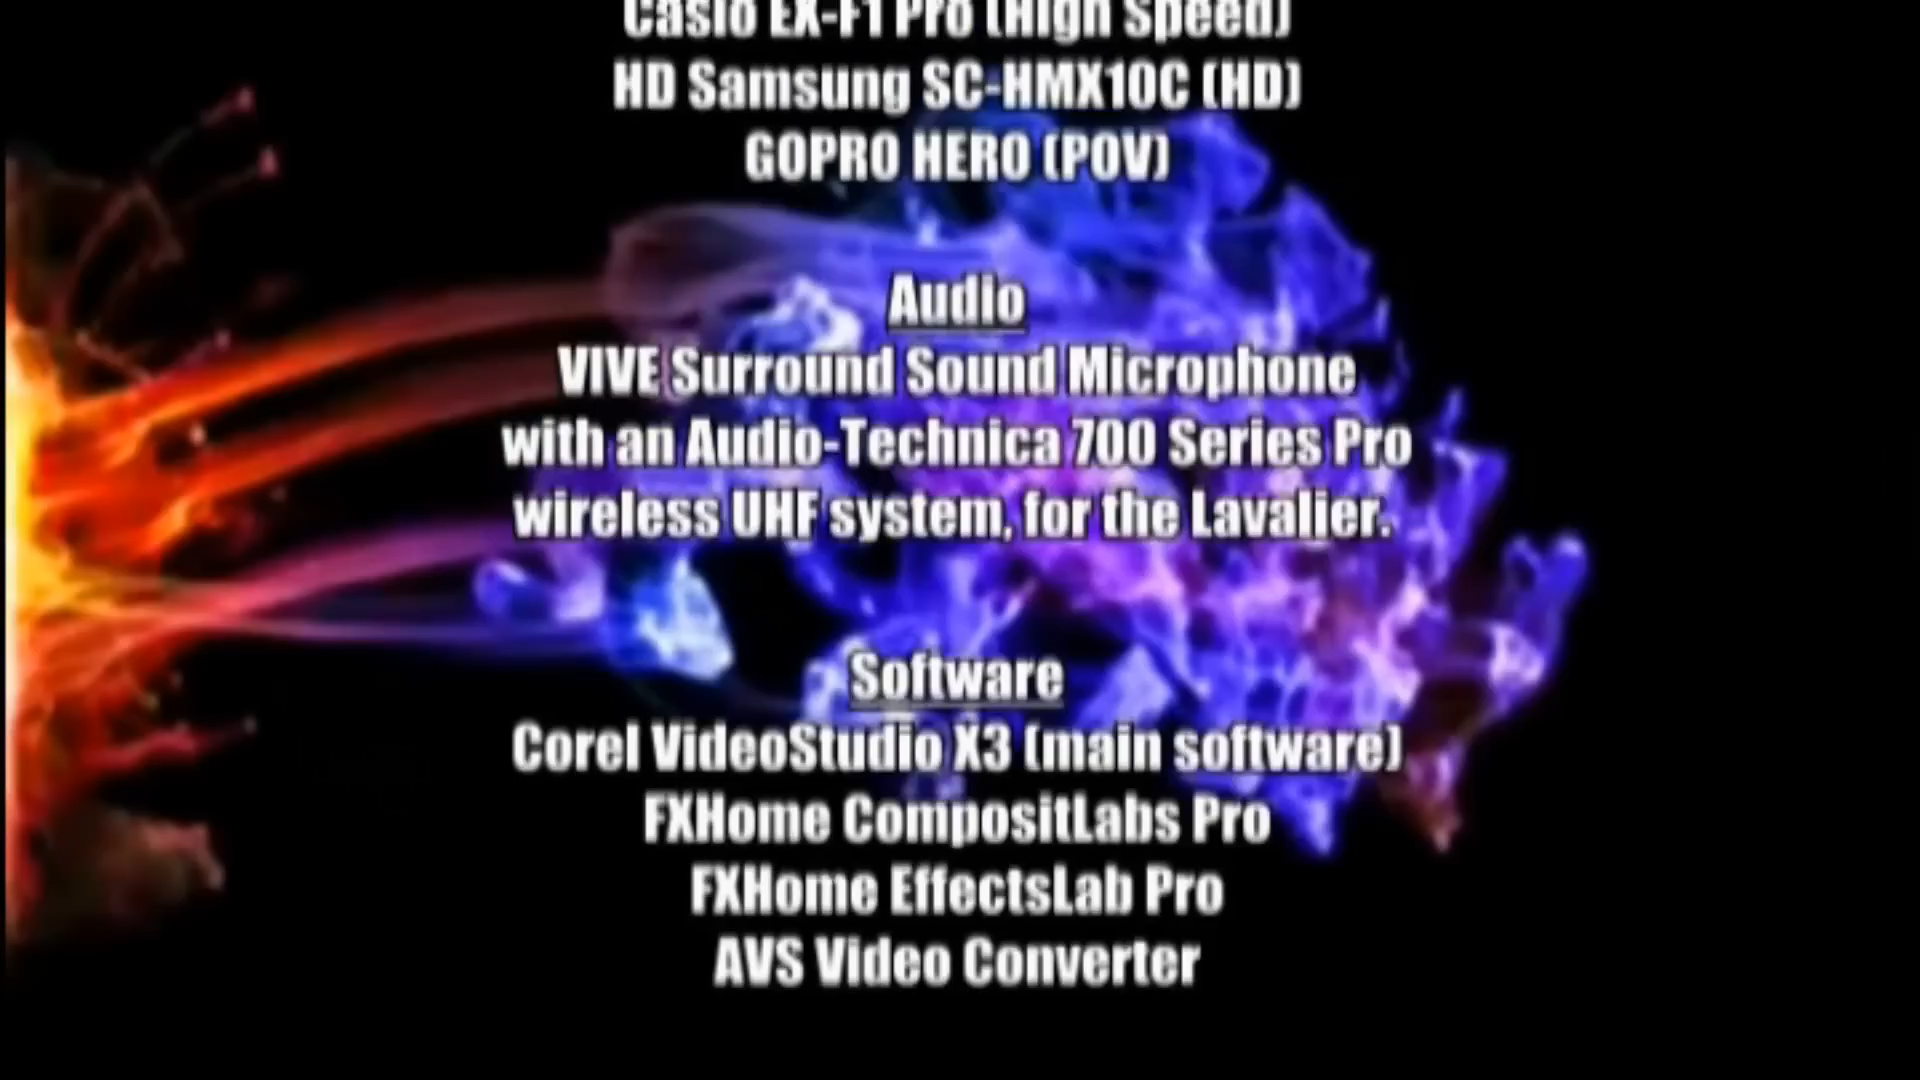 Casio EX-F1 Pro (High Speed)
HD Samsung SC-HMX10C (HD)
GOPRO HERO (POV)
Audio
VIVE Surround Sound Microphone
with an Audio-Technica 700 Series Pro
wireless UHF system, for the Lavalier.
Software
Corel VideoStudio X3 (main software)
FXHome CompositLabs Pro
FXHome EffectsLab Pro
AVS Video Converter